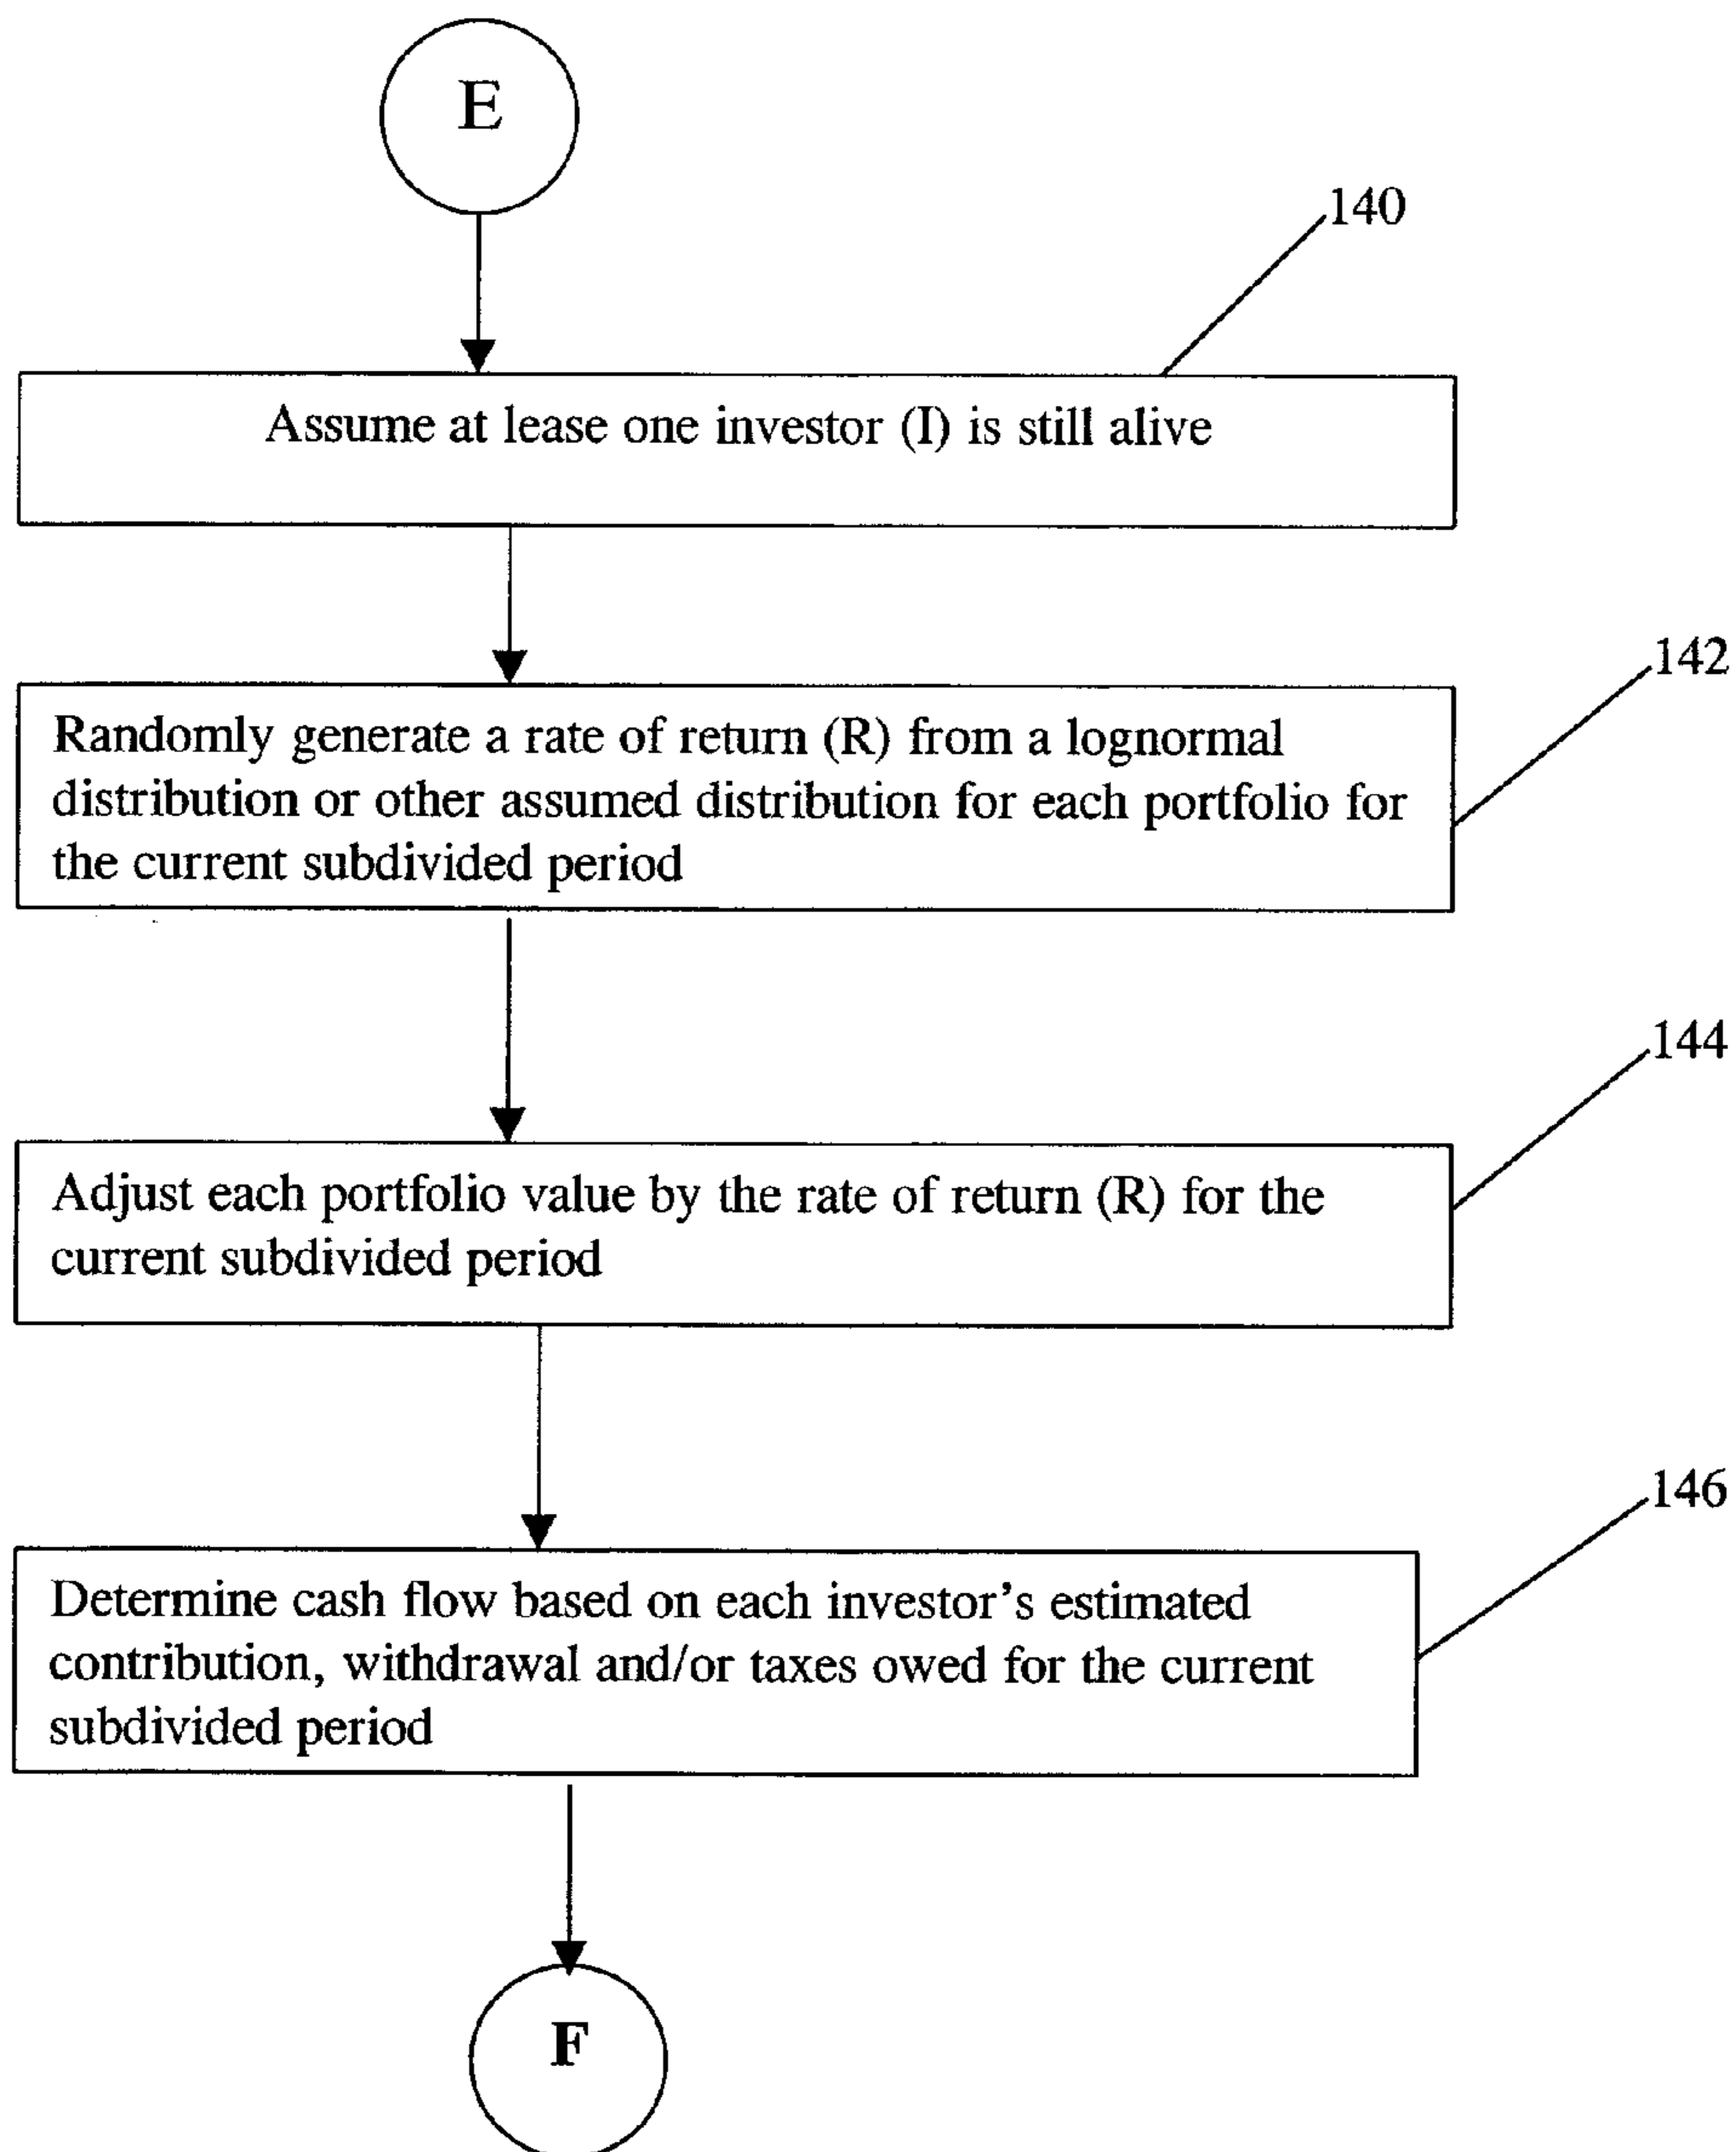 E
140
Assume at lease one investor (I) is still alive
142
Randomly generate a rate of return (R) from a lognormal
distribution or other assumed distribution for each portfolio for
the current subdivided period
144
Adjust each portfolio value by the rate of return (R) for the
current subdivided period
146
Determine cash flow based on each investor's estimated
contribution, withdrawal and/or taxes owed for the current
subdivided period
F